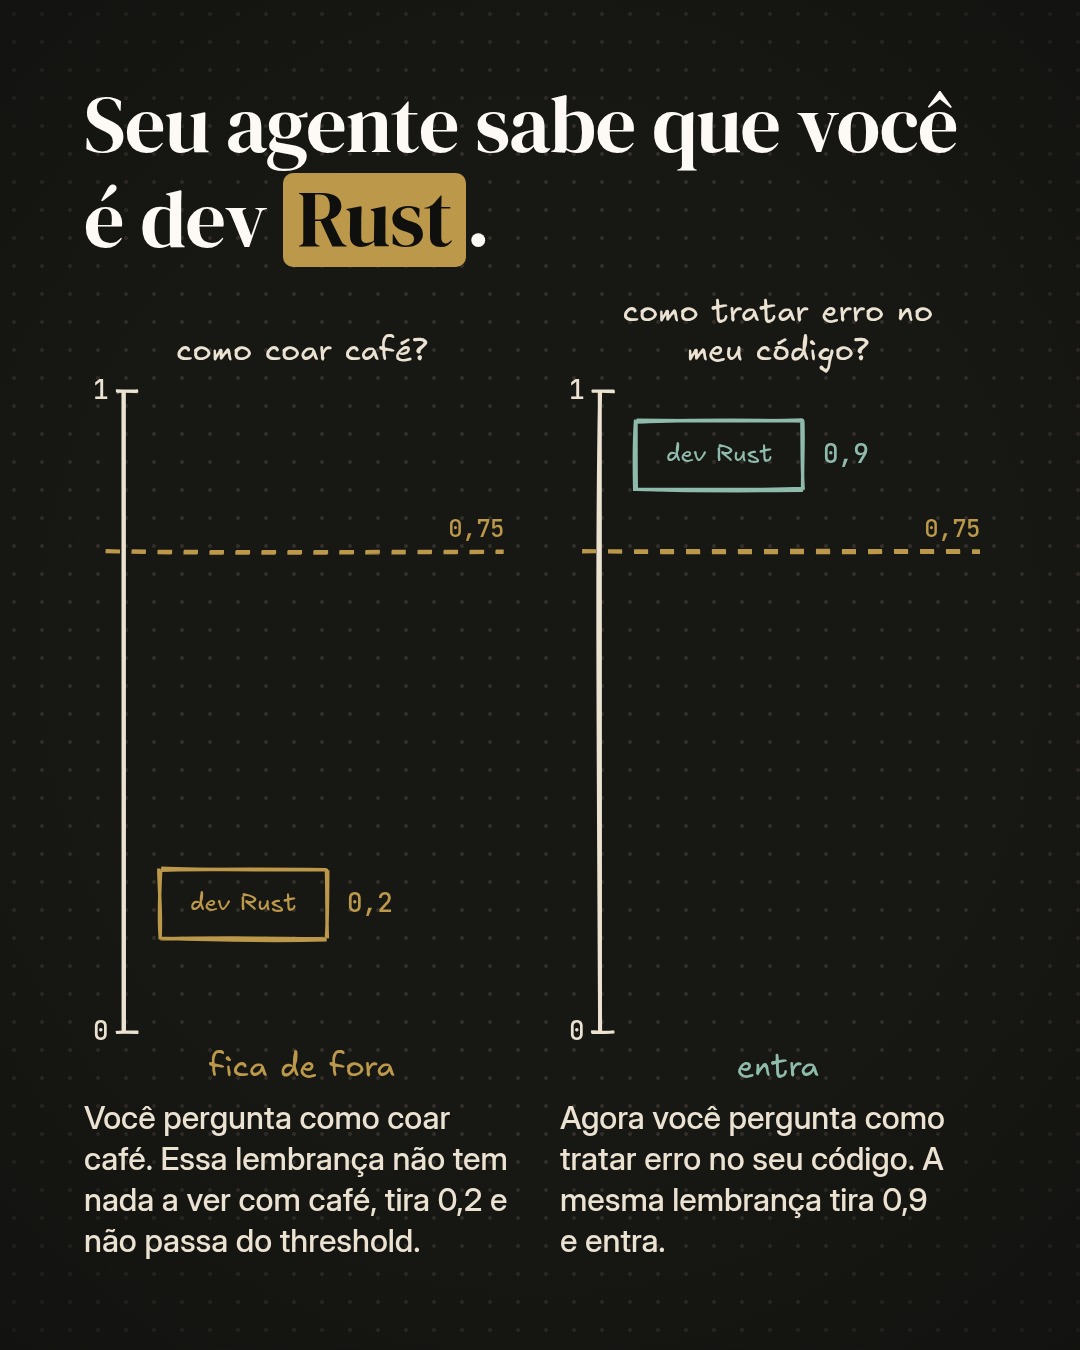 Seu agente sabe que você
é dev Rust.
como coar café?
1
0,75
dev Rust 0,2
0
fica de fora
Você pergunta como coar
café. Essa lembrança não tem
nada a ver com café, tira 0,2 e
não passa do threshold.
como tratar erro no
meu código?
1
dev Rust 0,9
0,75
0
entra
Agora você pergunta como
tratar erro no seu código. A
mesma lembrança tira 0,9
e entra.